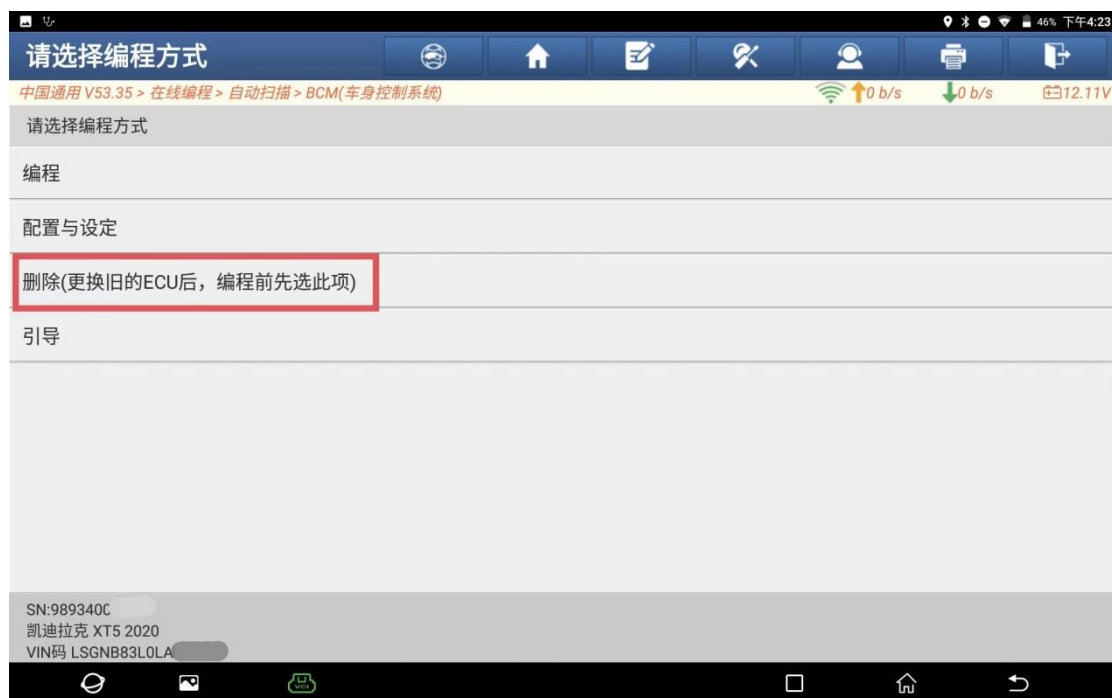 46% 下午4:23
请选择编程方式
中国通用 V53.35 > 在线编程 > 自动扫描 > BCM(车身控制系统) 0 b/s 0 b/s 12.11V
请选择编程方式
编程
配置与设定
删除(更换旧的ECU后，编程前先选此项)
引导
SN:989340
凯迪拉克 XT5 2020
VIN码 LSGNB83L0LA
VCI